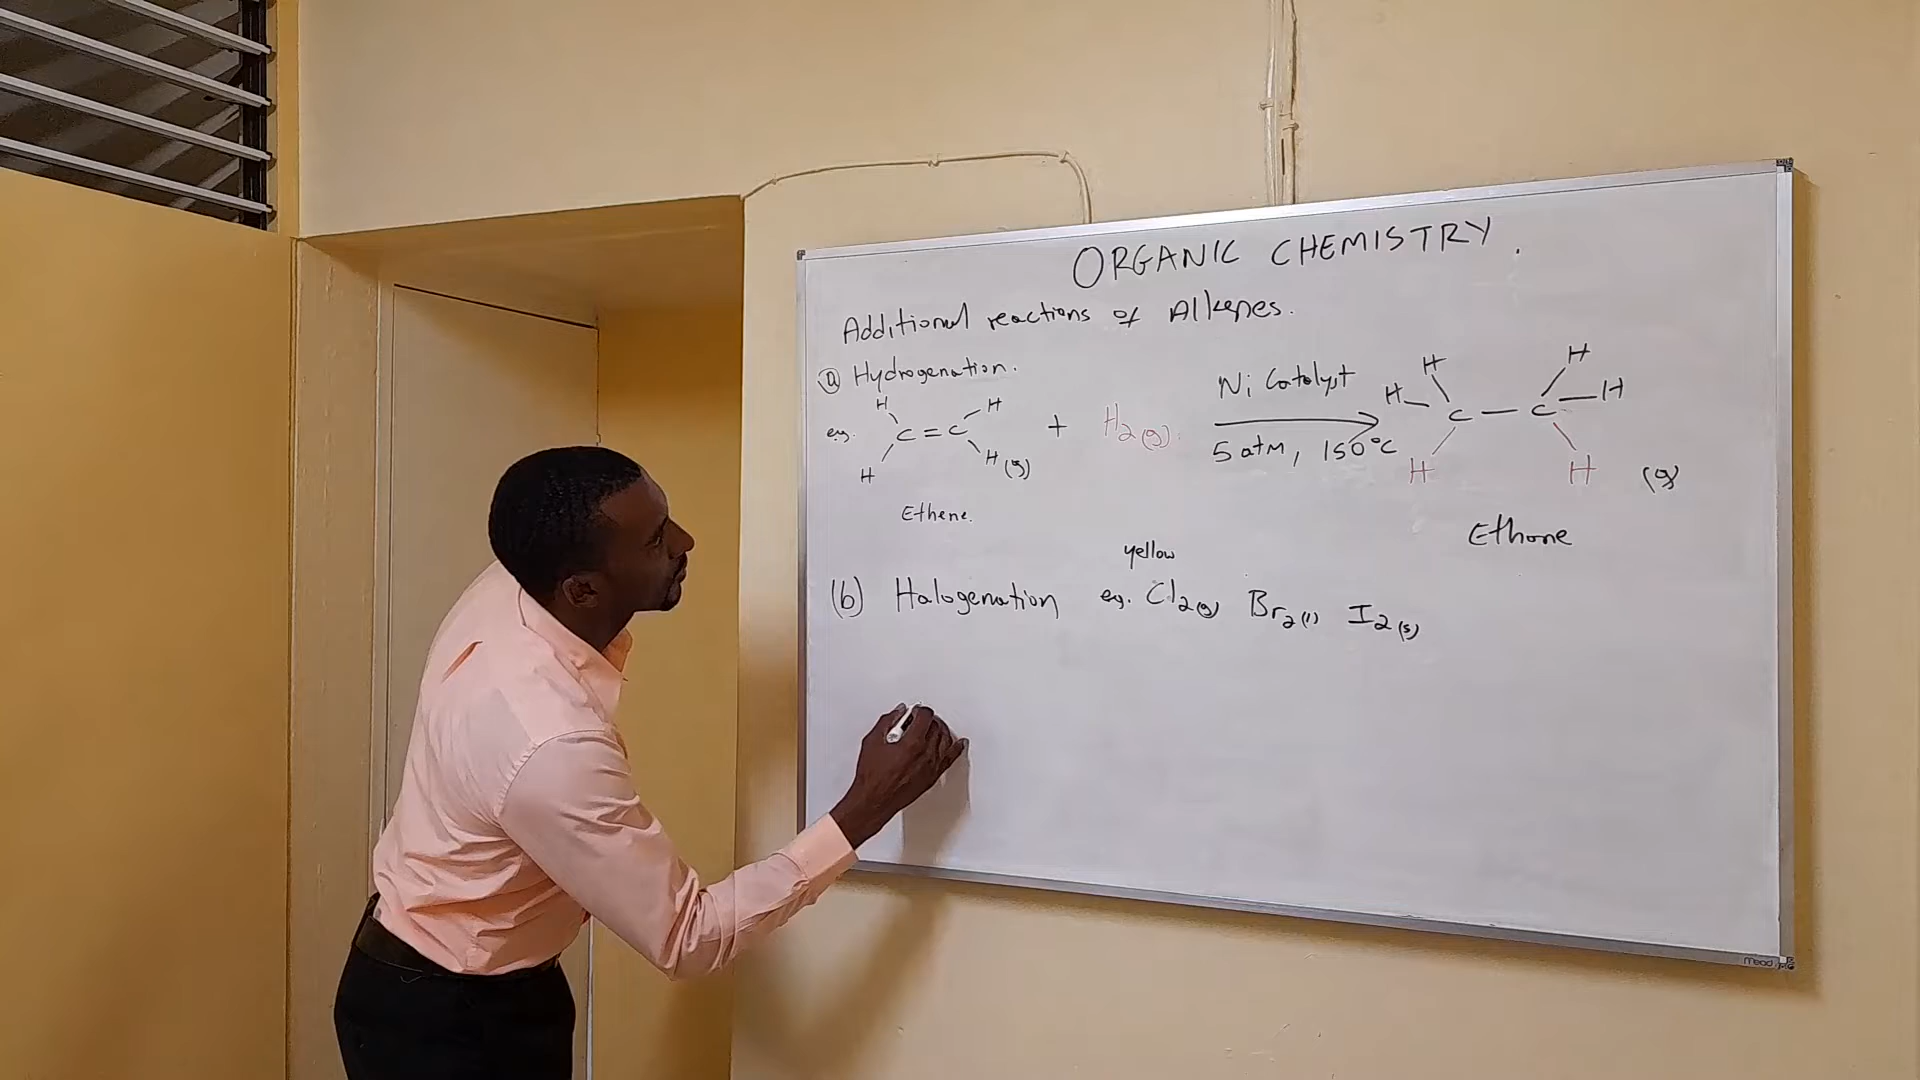 ORGANIC CHEMISTRY.
Additional reactions of Alkenes.
(a) Hydrogenation.
H H Ni Catalyst H H
eg. C = C + H2(g). H C — C H
H H (g) 5 atm, 150°C H H (g)
Ethene. Ethane
yellow
(b) Halogenation eg. Cl2(g) Br2(l) I2(s)
Mead